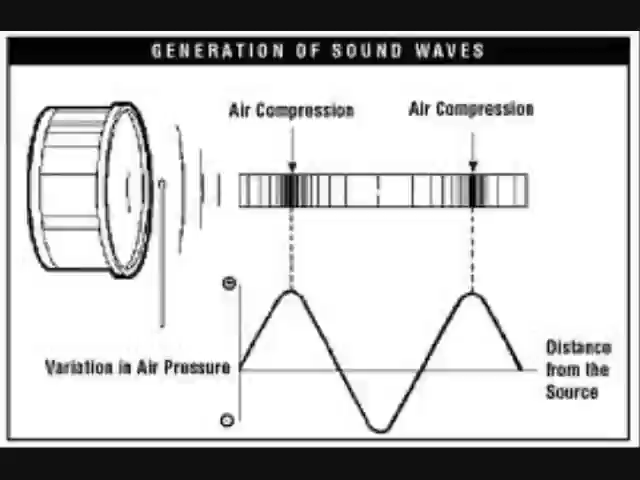 GENERATION OF SOUND WAVES
Air Compression
Air Compression
Variation in Air Pressure
Distance
from the
Source